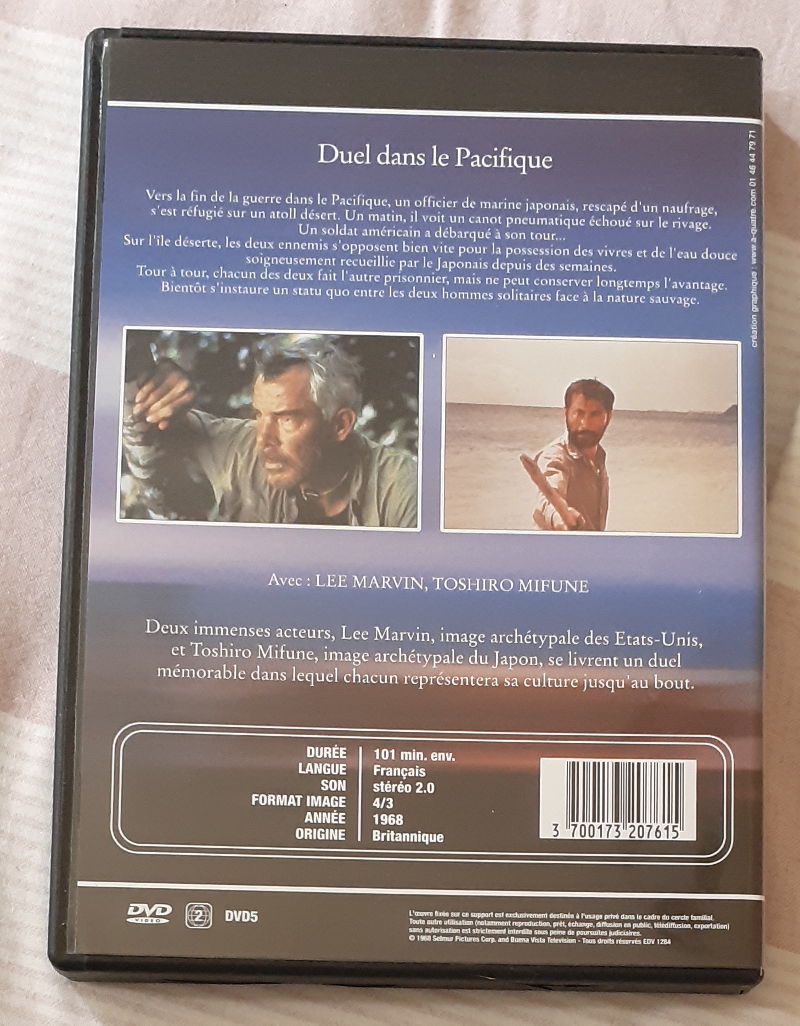 Duel dans le Pacifique
Vers la fin de la guerre dans le Pacifique, un officier de marine japonais, rescapé d'un naufrage,
s'est réfugié sur un atoll désert. Un matin, il voit un canot pneumatique échoué sur le rivage.
Un soldat américain a débarqué à son tour...
Sur l'île déserte, les deux ennemis s'opposent bien vite pour la possession des vivres et de l'eau douce
soigneusement recueillie par le Japonais depuis des semaines.
Tour à tour, chacun des deux fait l'autre prisonnier, mais ne peut conserver longtemps l'avantage.
Bientôt s'instaure un statu quo entre les deux hommes solitaires face à la nature sauvage.
création graphique : www.a-quatre.com 01 46 44 79 71
Avec : LEE MARVIN, TOSHIRO MIFUNE
Deux immenses acteurs, Lee Marvin, image archétypale des Etats-Unis,
et Toshiro Mifune, image archétypale du Japon, se livrent un duel
mémorable dans lequel chacun représentera sa culture jusqu'au bout.
DURÉE 101 min. env.
LANGUE Français
SON stéréo 2.0
FORMAT IMAGE 4/3
ANNÉE 1968
ORIGINE Britannique
3 700173 207615
DVD VIDEO 2 DVD5
L'œuvre fixée sur ce support est exclusivement destinée à l'usage privé dans le cadre du cercle familial.
Toute autre utilisation (notamment reproduction, prêt, échange, diffusion en public, télédiffusion, exportation)
sans autorisation est strictement interdite sous peine de poursuites judiciaires.
© 1968 Selmur Pictures Corp. and Buena Vista Television - Tous droits réservés EDV 1284